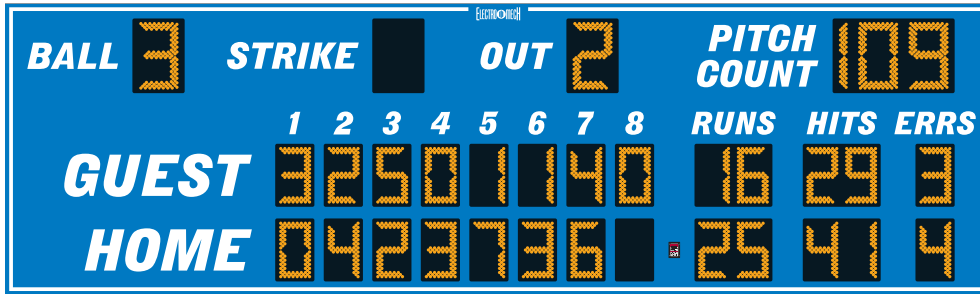 ELECTRO-MECH
BALL 3 STRIKE OUT 2 PITCH COUNT 109
1 2 3 4 5 6 7 8 RUNS HITS ERRS
GUEST 3 2 5 0 1 1 4 0 16 29 3
HOME 0 4 2 3 7 3 6 25 41 4